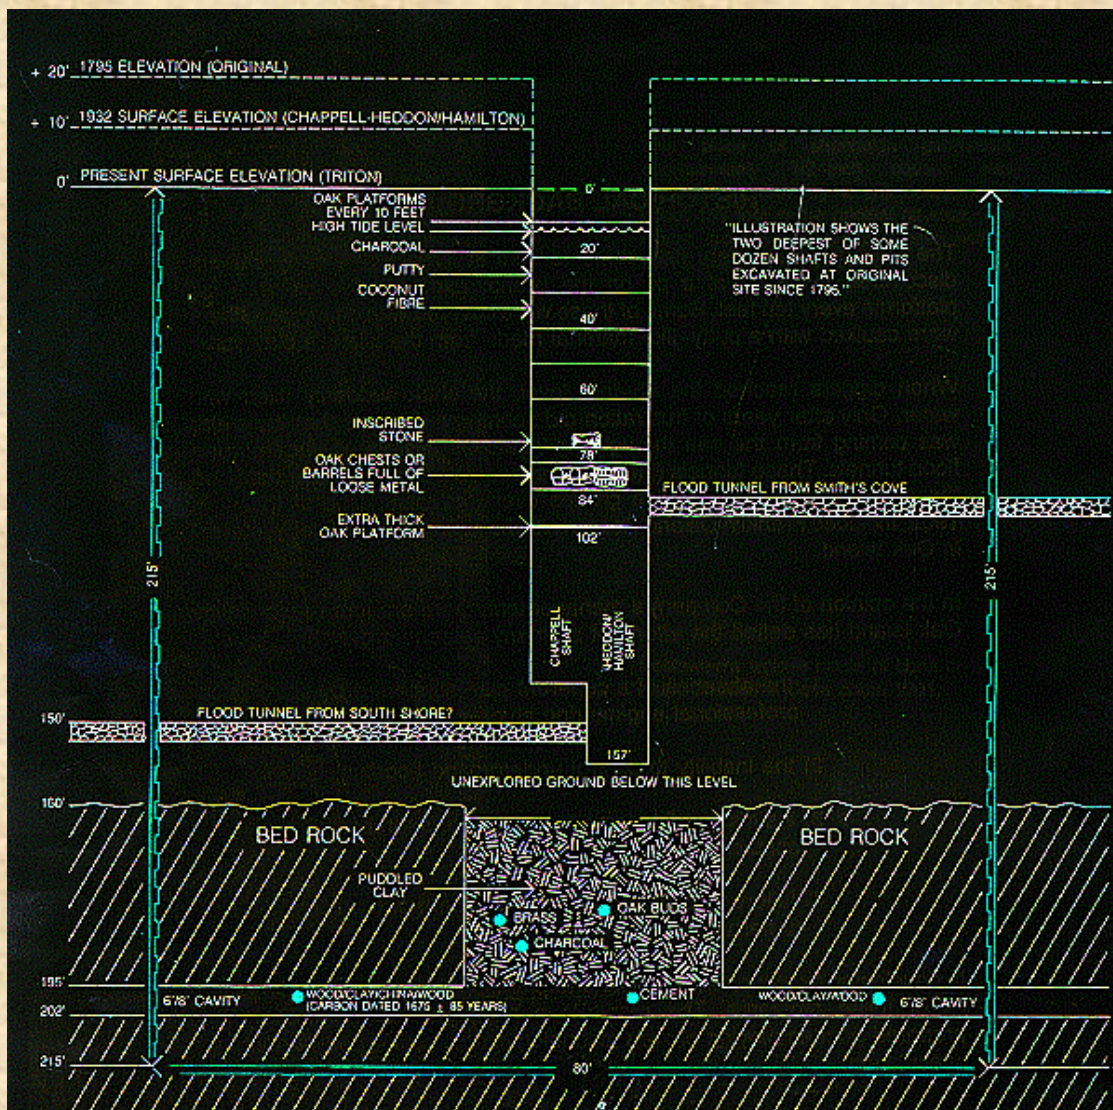 1795 ELEVATION (ORIGINAL)
+ 20'
1932 SURFACE ELEVATION (CHAPPELL-HEDDON/HAMILTON)
+ 10'
0'
PRESENT SURFACE ELEVATION (TRITON)
0'
OAK PLATFORMS
EVERY 10 FEET
HIGH TIDE LEVEL
CHARCOAL
20'
PUTTY
COCONUT
FIBRE
40'
"ILLUSTRATION SHOWS THE
TWO DEEPEST OF SOME
DOZEN SHAFTS AND PITS
EXCAVATED AT ORIGINAL
SITE SINCE 1795."
60'
INSCRIBED
STONE
78'
OAK CHESTS OR
BARRELS FULL OF
LOOSE METAL
84'
FLOOD TUNNEL FROM SMITH'S COVE
EXTRA THICK
OAK PLATFORM
102'
215'
215'
CHAPPELL
SHAFT
HEDDON/
HAMILTON
SHAFT
150'
FLOOD TUNNEL FROM SOUTH SHORE?
157'
UNEXPLORED GROUND BELOW THIS LEVEL
160'
BED ROCK
BED ROCK
PUDDLED
CLAY
BRASS
OAK BUDS
CHARCOAL
195'
6'/8' CAVITY
WOOD/CLAY/CHINA/WOOD
(CARBON DATED 1675 ± 85 YEARS)
CEMENT
WOOD/CLAY/WOOD
6'/8' CAVITY
202'
215'
80'